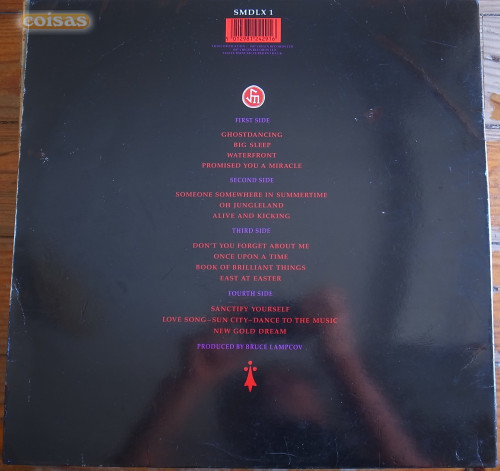 coisas
SMDLX 1
FIRST SIDE
GHOSTDANCING
BIG SLEEP
WATERFRONT
PROMISED YOU A MIRACLE
SECOND SIDE
SOMEONE SOMEWHERE IN SUMMERTIME
OH JUNGLELAND
ALIVE AND KICKING
THIRD SIDE
DON'T YOU FORGET ABOUT ME
ONCE UPON A TIME
BOOK OF BRILLIANT THINGS
EAST AT EASTER
FOURTH SIDE
SANCTIFY YOURSELF
LOVE SONG–SUN CITY–DANCE TO THE MUSIC
NEW GOLD DREAM
PRODUCED BY BRUCE LAMPCOV